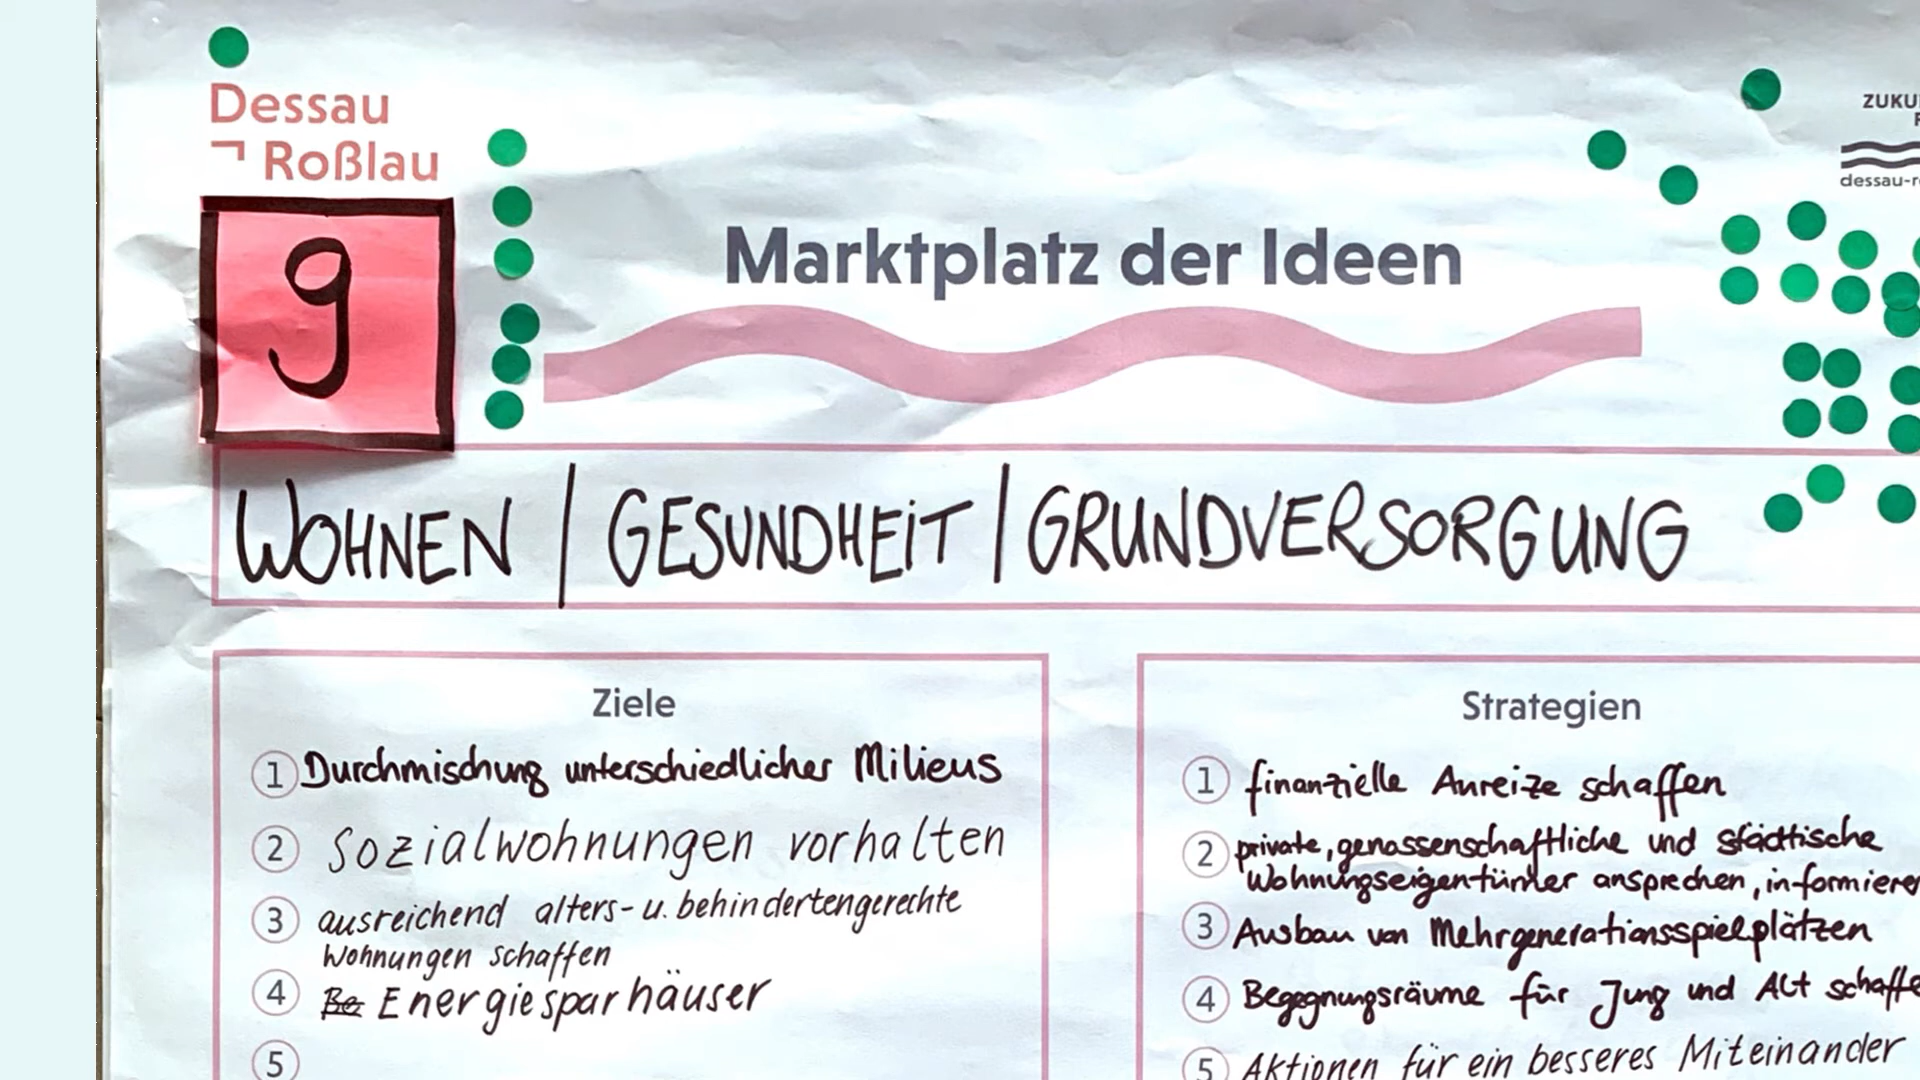 Dessau
¬ Roßlau
9
Marktplatz der Ideen
dessau-r
WOHNEN | GESUNDHEIT | GRUNDVERSORGUNG
Ziele
1 Durchmischung unterschiedlicher Milieus
2 Sozialwohnungen vorhalten
3 ausreichend alters- u. behindertengerechte
Wohnungen schaffen
4 Be Energiesparhäuser
5
Strategien
1 finanzielle Anreize schaffen
2 private, genossenschaftliche und städtische
Wohnungseigentümer ansprechen, informieren
3 Ausbau von Mehrgenerationsspielplätzen
4 Begegnungsräume für Jung und Alt schaffe
5 Aktionen für ein besseres Miteinander